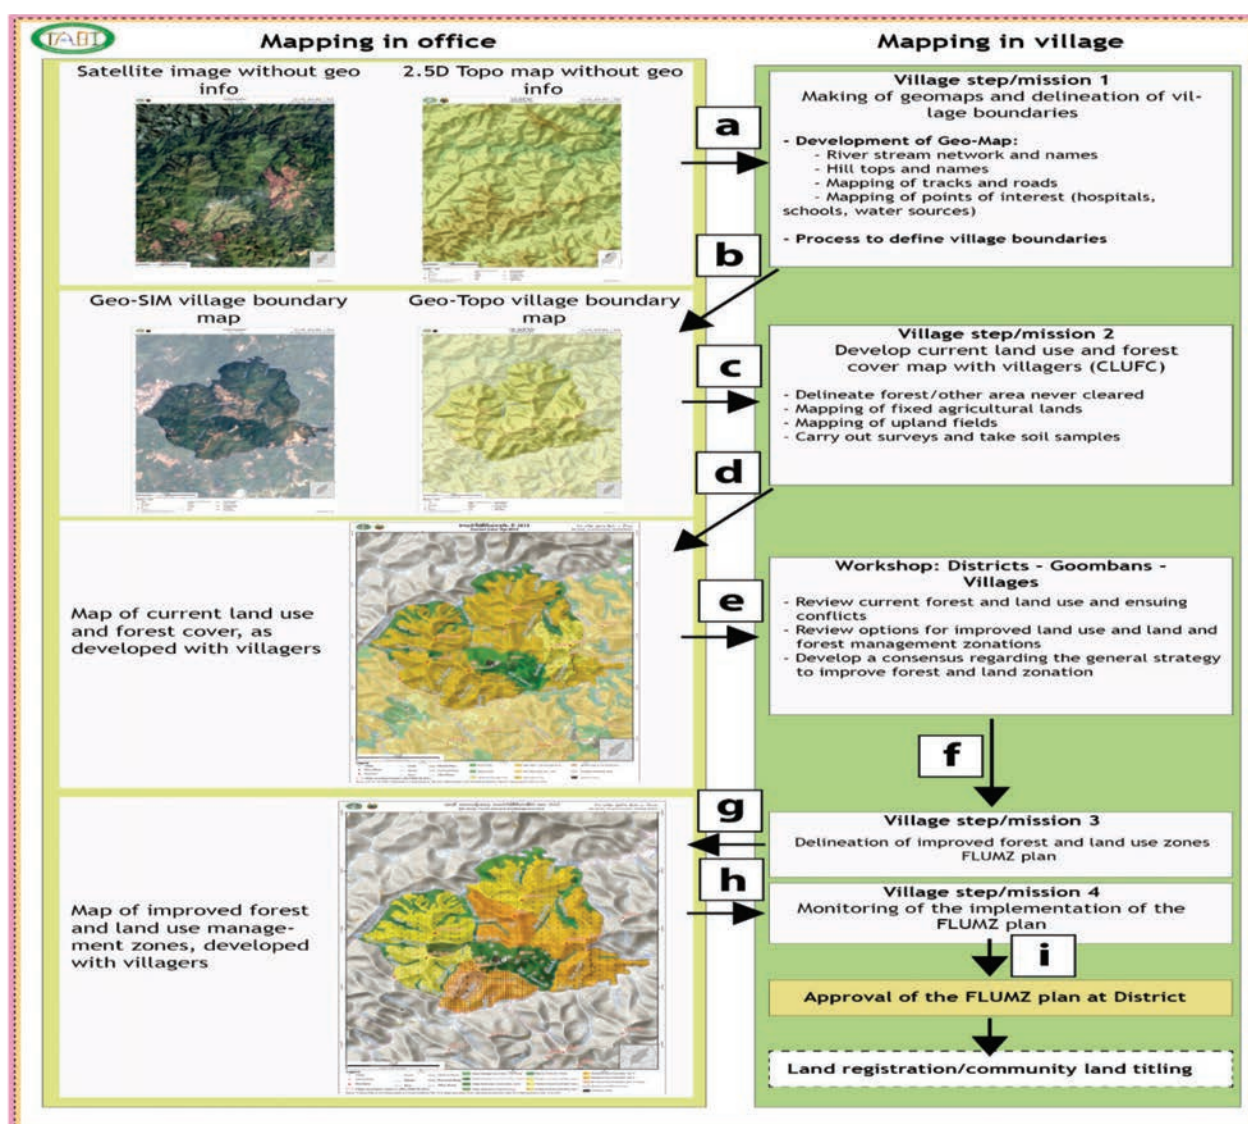 TABI
Mapping in office
Mapping in village
Satellite image without geo
info
2.5D Topo map without geo
info
a
Village step/mission 1
Making of geomaps and delineation of vil-
lage boundaries
- Development of Geo-Map:
- River stream network and names
- Hill tops and names
- Mapping of tracks and roads
- Mapping of points of interest (hospitals,
schools, water sources)
- Process to define village boundaries
b
Geo-SIM village boundary
map
Geo-Topo village boundary
map
c
Village step/mission 2
Develop current land use and forest
cover map with villagers (CLUFC)
- Delineate forest/other area never cleared
- Mapping of fixed agricultural lands
- Mapping of upland fields
- Carry out surveys and take soil samples
d
Map of current land use
and forest cover, as
developed with villagers
e
Workshop: Districts - Goombans -
Villages
- Review current forest and land use and ensuing
conflicts
- Review options for improved land use and land and
forest management zonations
- Develop a consensus regarding the general strategy
to improve forest and land zonation
f
g
Village step/mission 3
Delineation of improved forest and land use zones
FLUMZ plan
h
Village step/mission 4
Monitoring of the implementation of the
FLUMZ plan
Map of improved forest
and land use manage-
ment zones, developed
with villagers
i
Approval of the FLUMZ plan at District
Land registration/community land titling